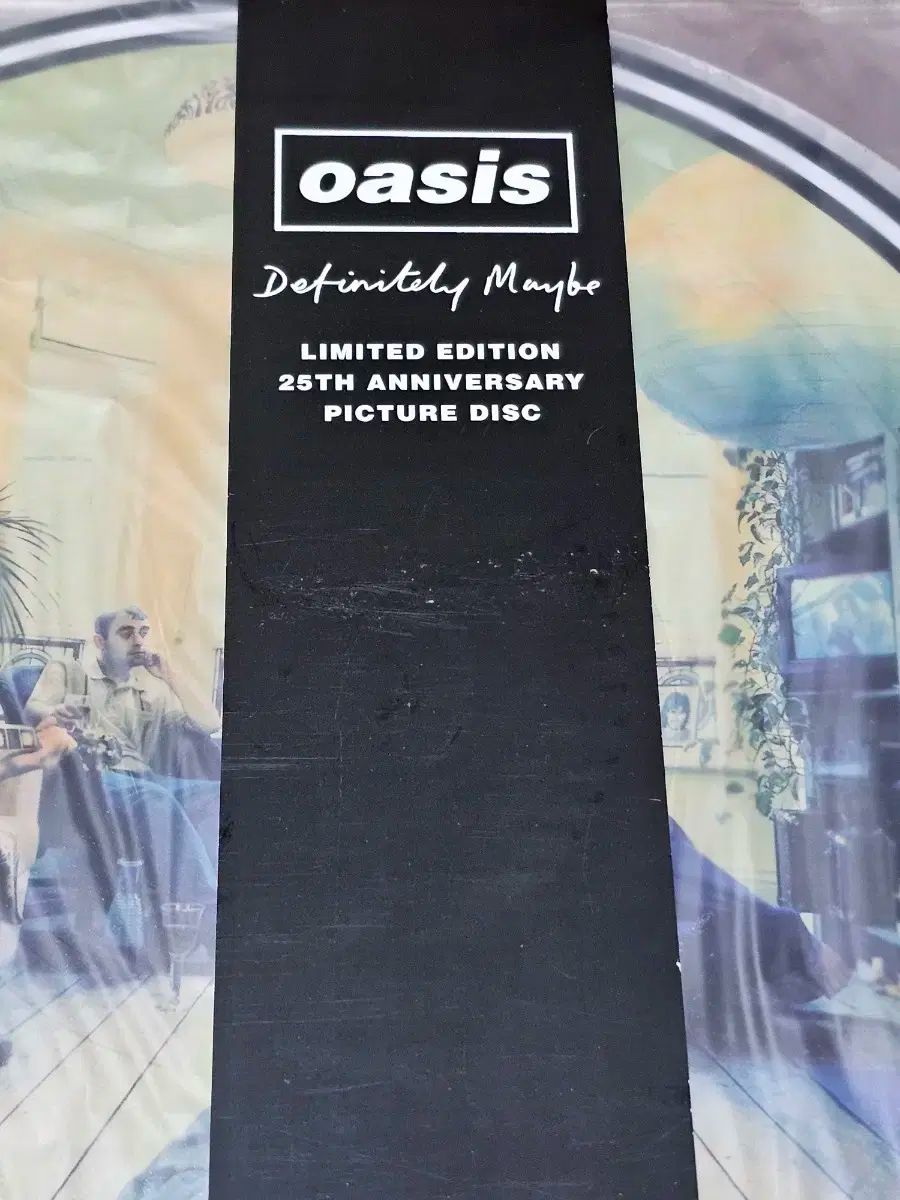 oasis
Definitely Maybe
LIMITED EDITION
25TH ANNIVERSARY
PICTURE DISC